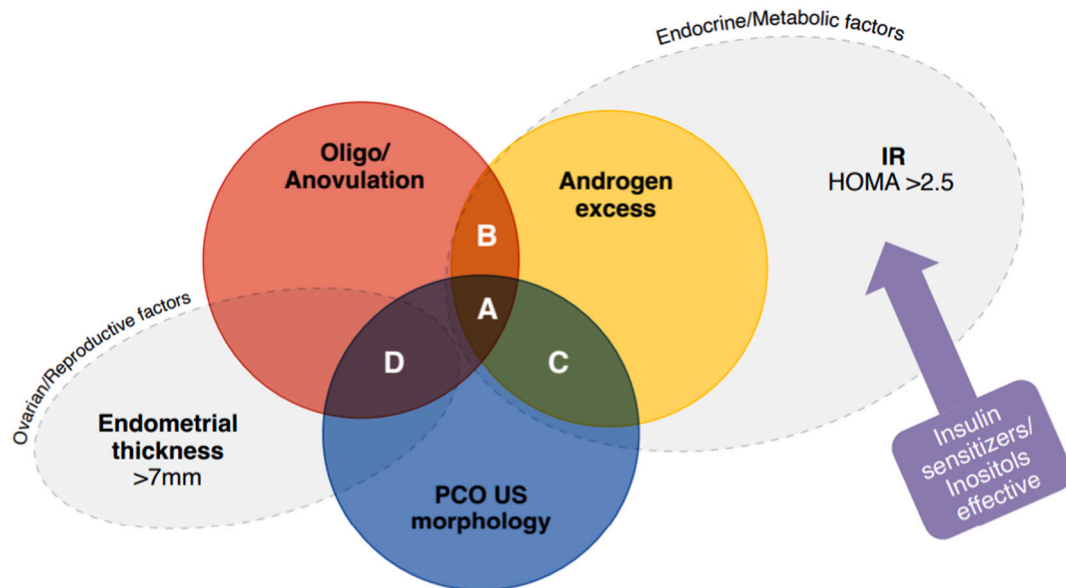 Endocrine/Metabolic factors
Oligo/
Anovulation
Androgen
excess
IR
HOMA >2.5
B
A
D
C
Ovarian/Reproductive factors
Endometrial
thickness
>7mm
PCO US
morphology
Insulin
sensitizers/
Inositols
effective